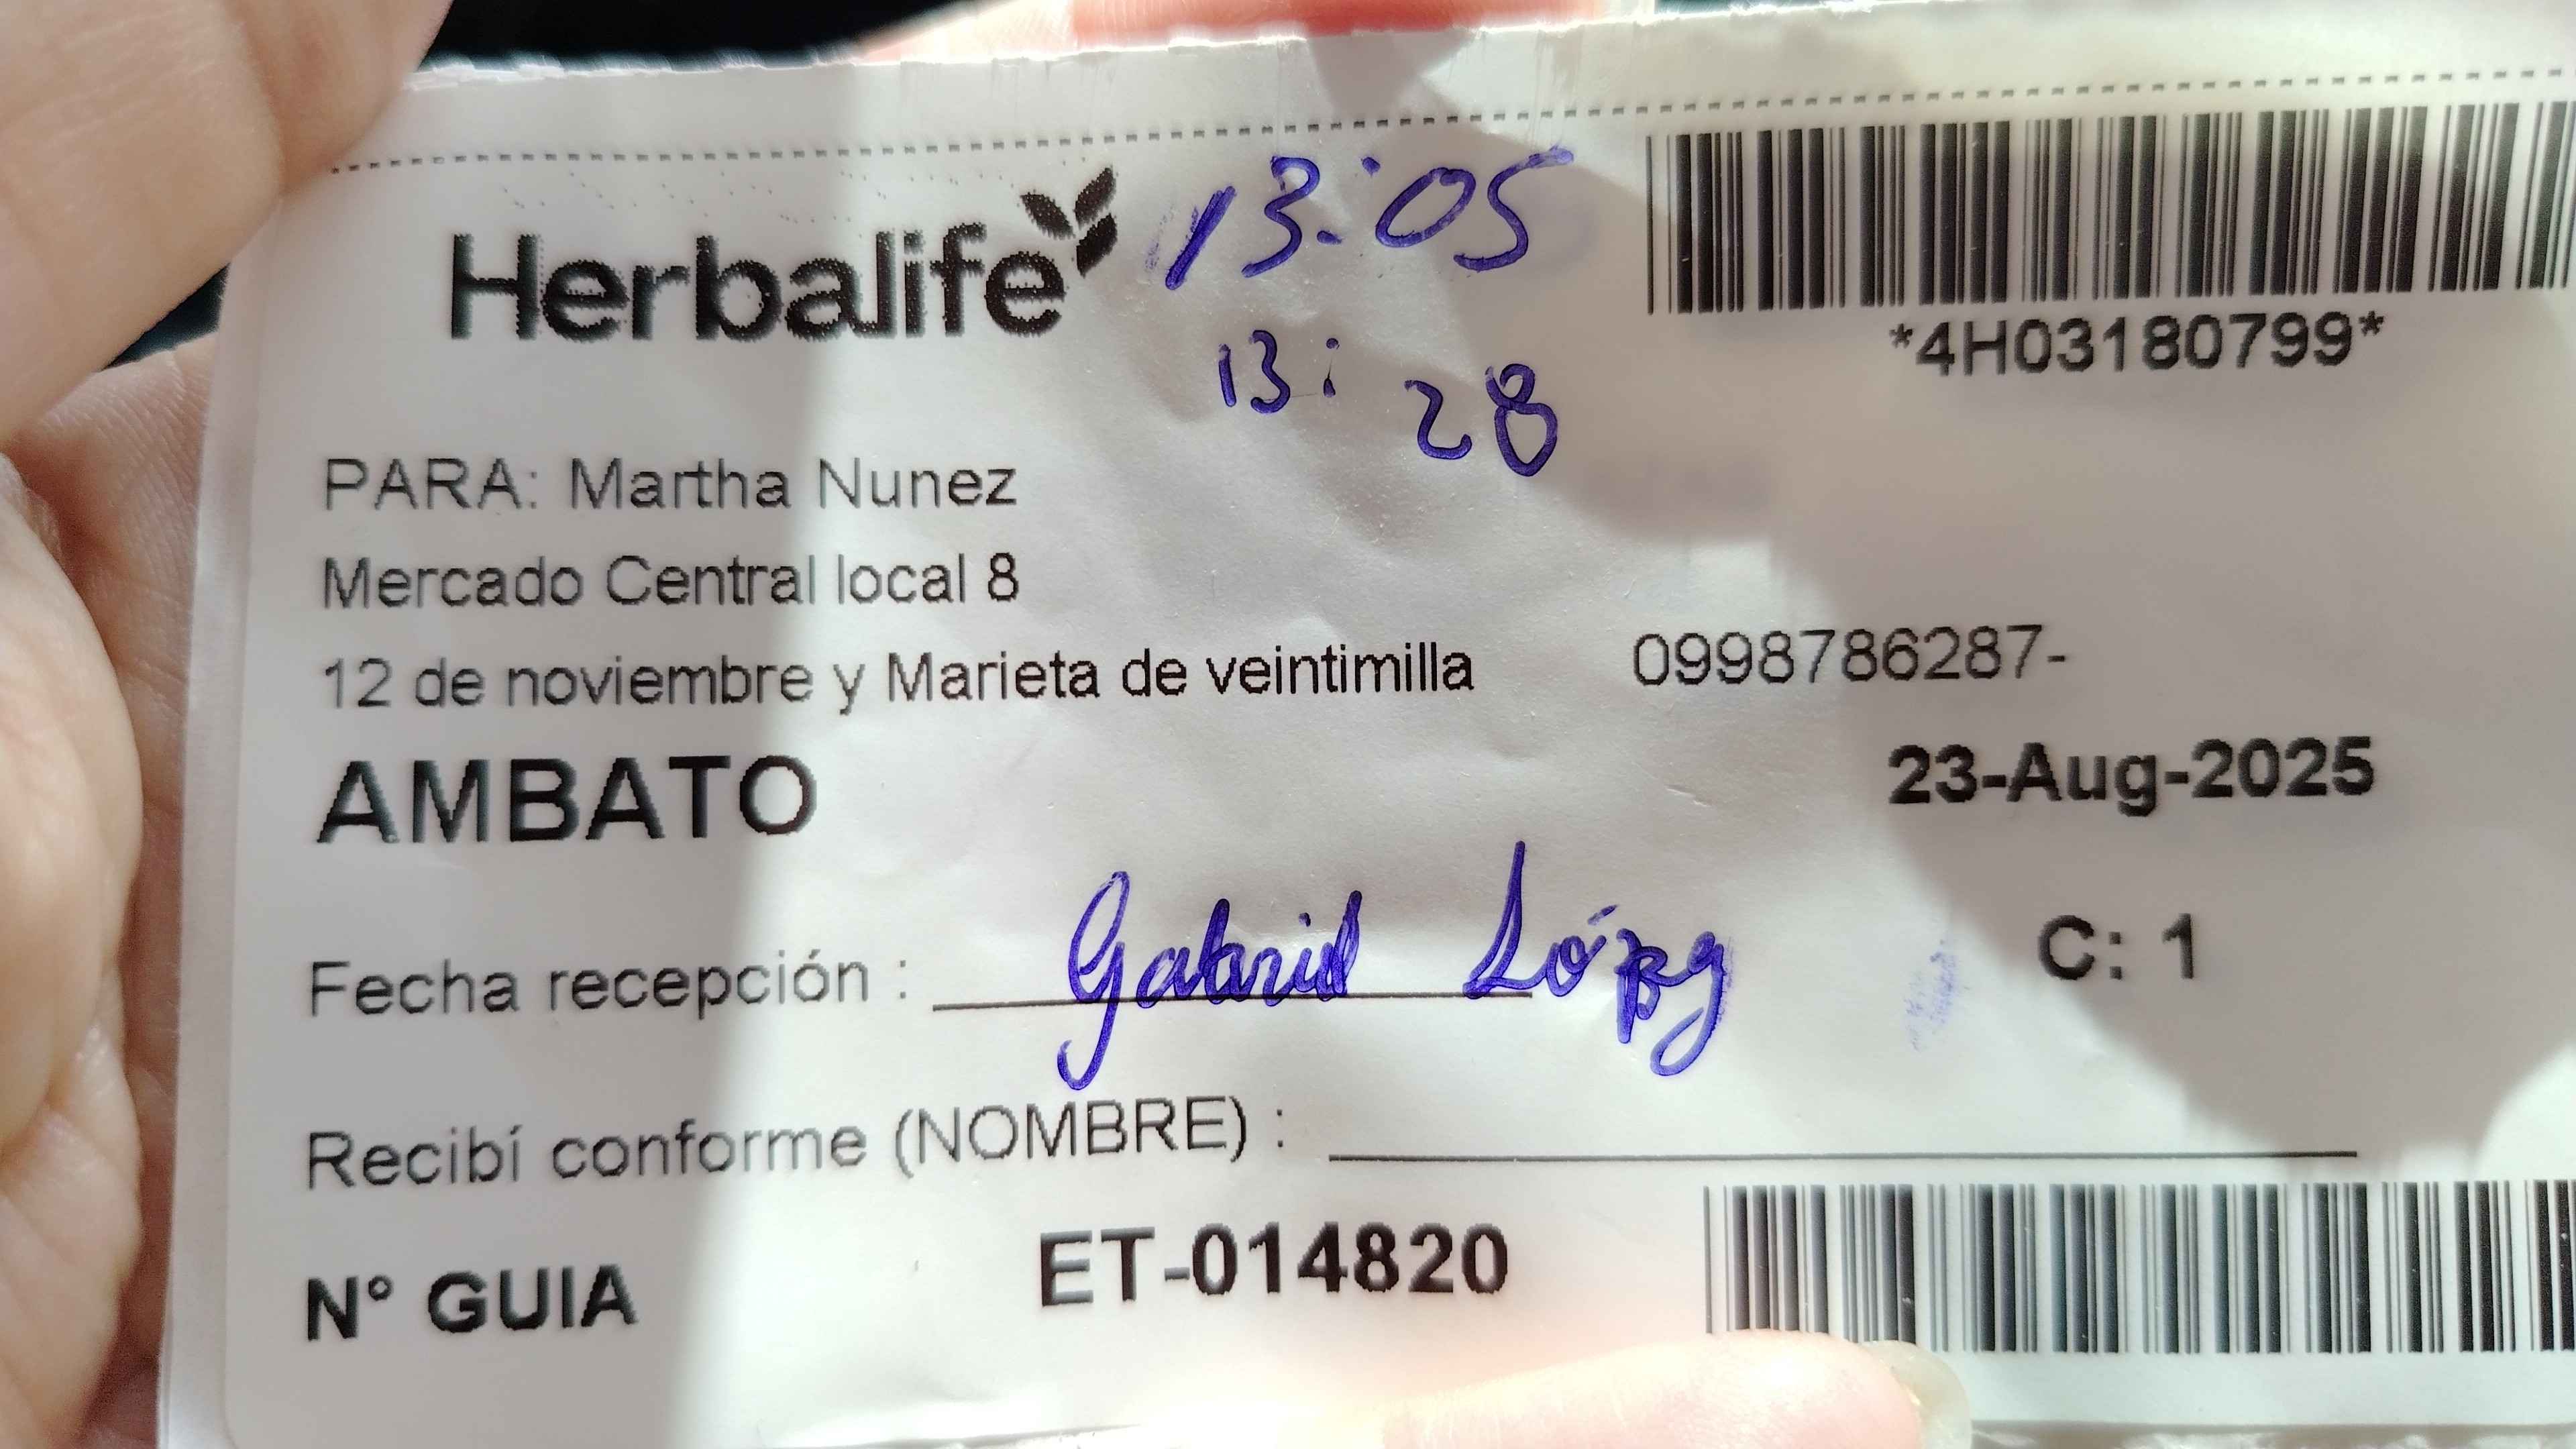 Herbalife
13:05
13:28
*4H03180799*
PARA: Martha Nunez
Mercado Central local 8
12 de noviembre y Marieta de veintimilla 0998786287-
AMBATO
23-Aug-2025
Fecha recepción : Gabriel López
C: 1
Recibí conforme (NOMBRE) :
N° GUIA ET-014820